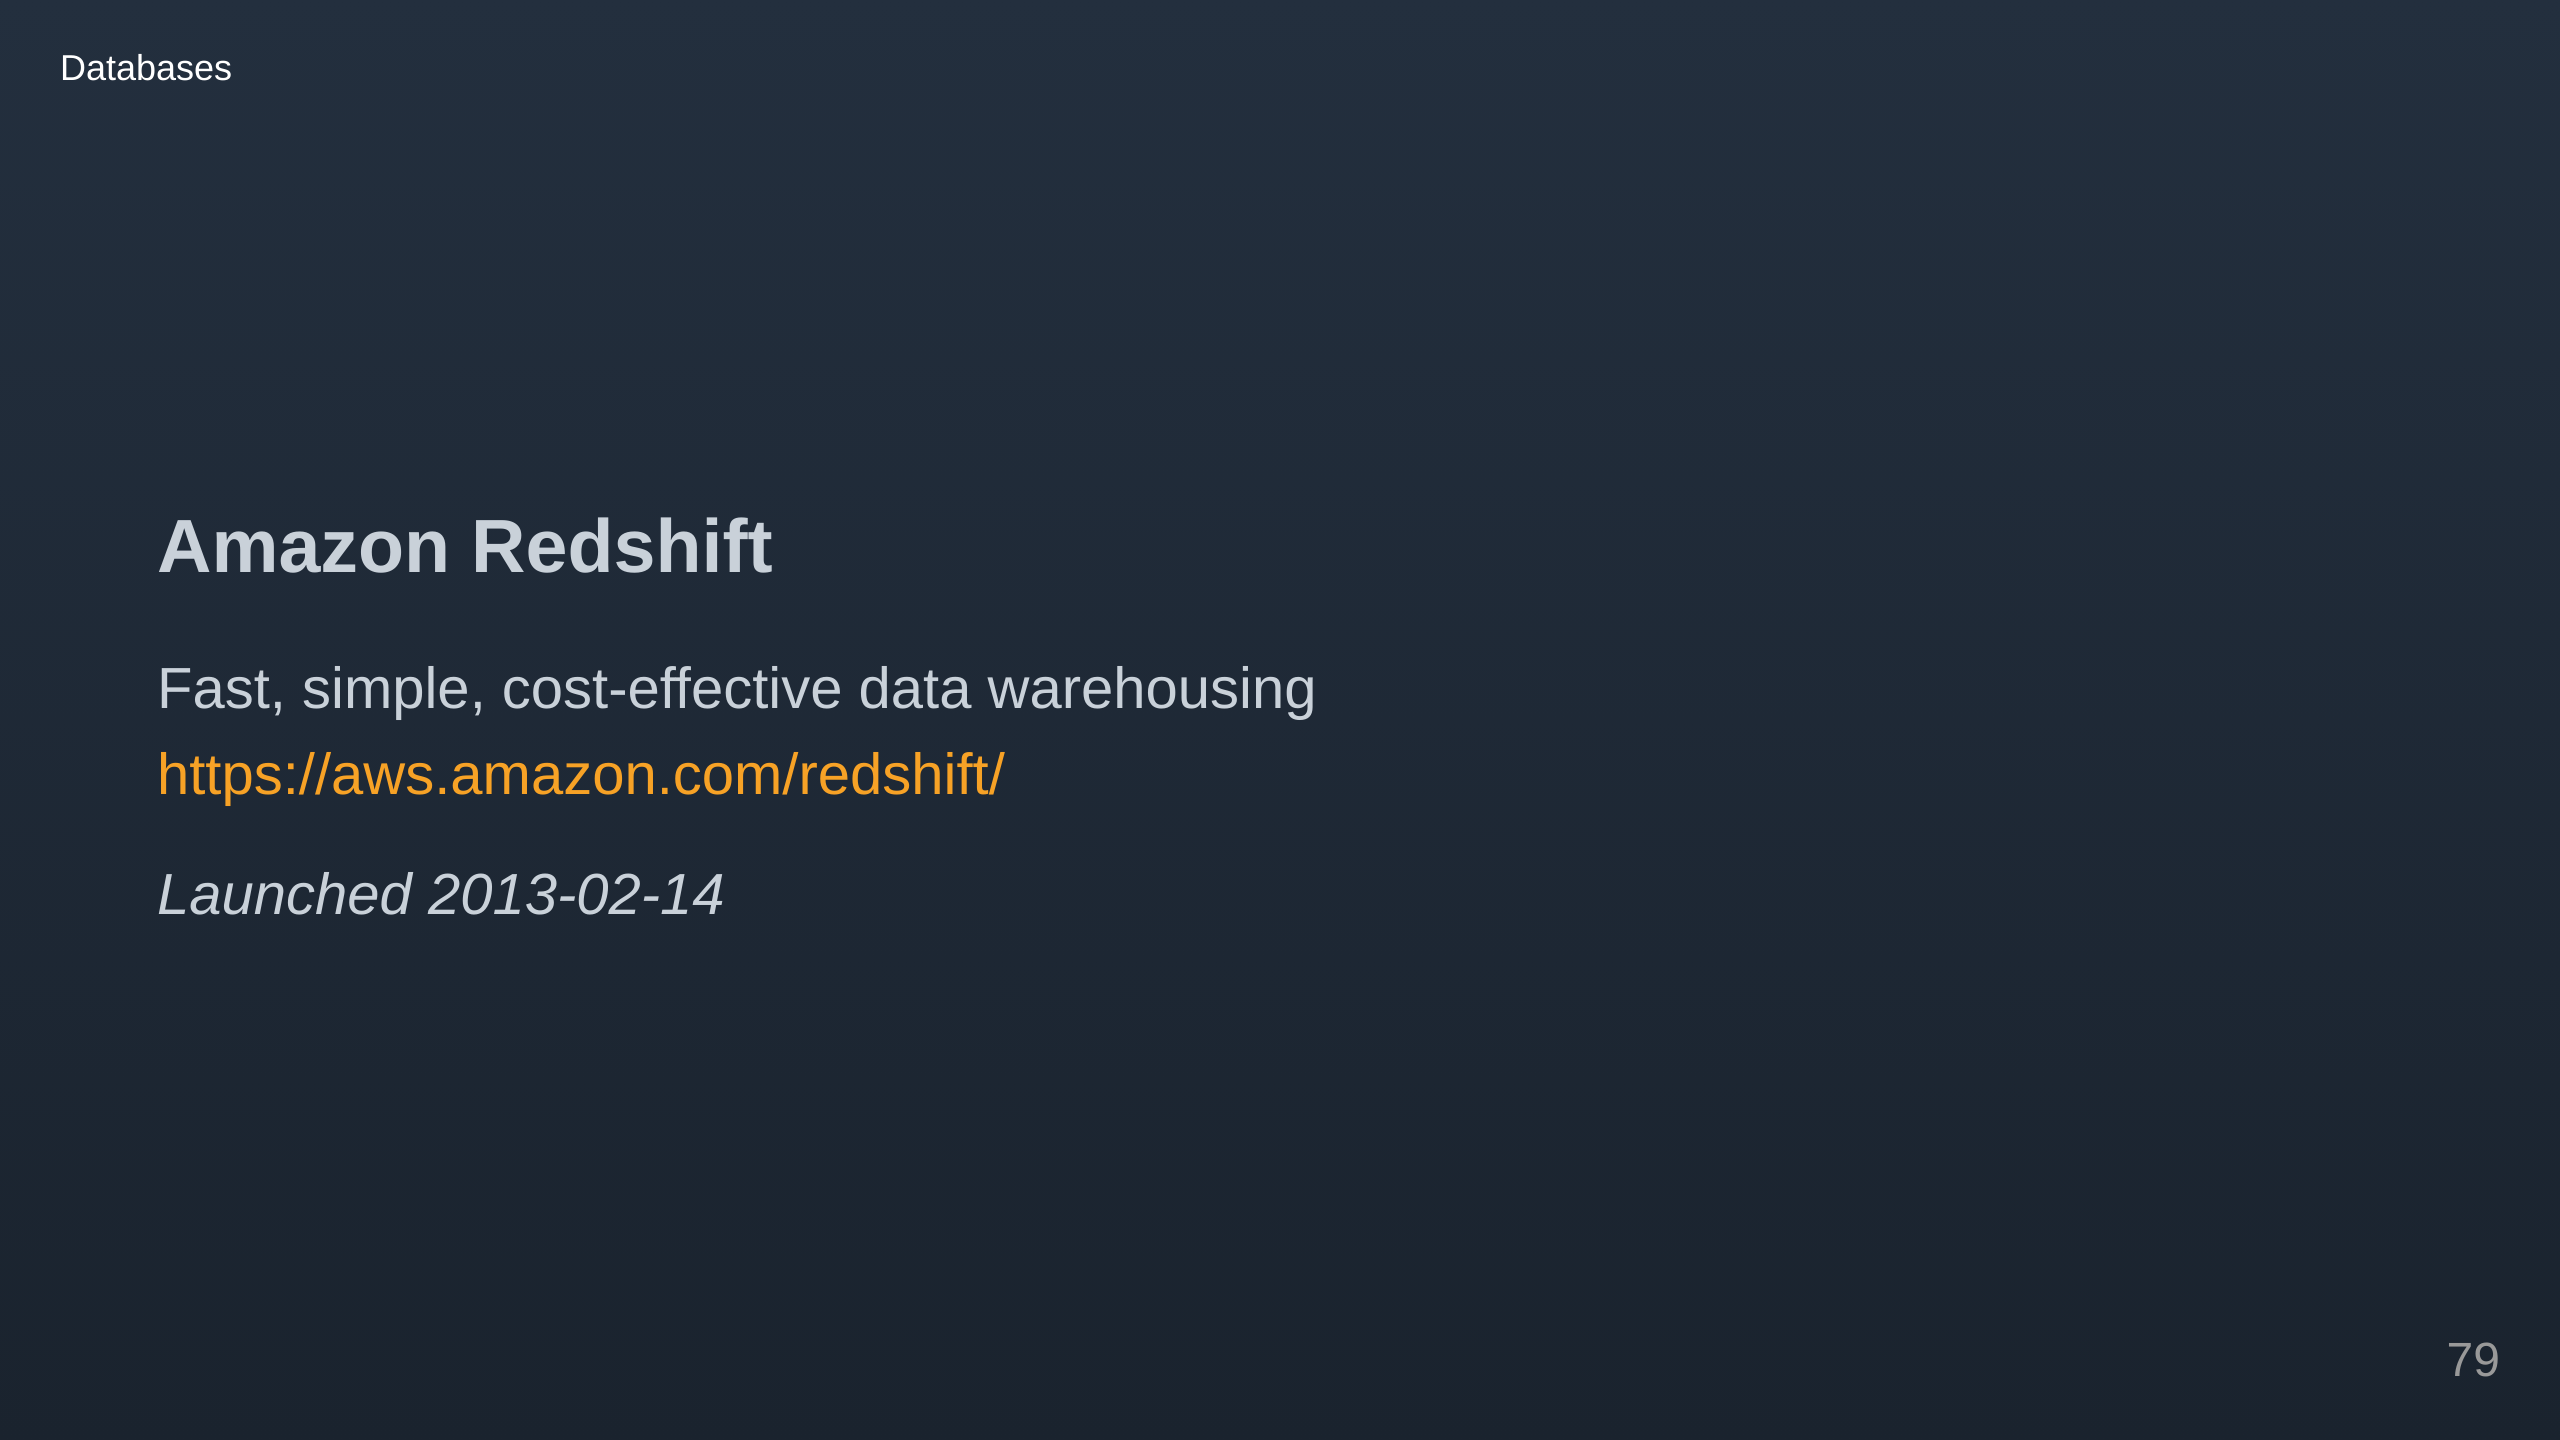 Databases
Amazon Redshift
Fast, simple, cost-effective data warehousing
https://aws.amazon.com/redshift/
Launched 2013-02-14
79